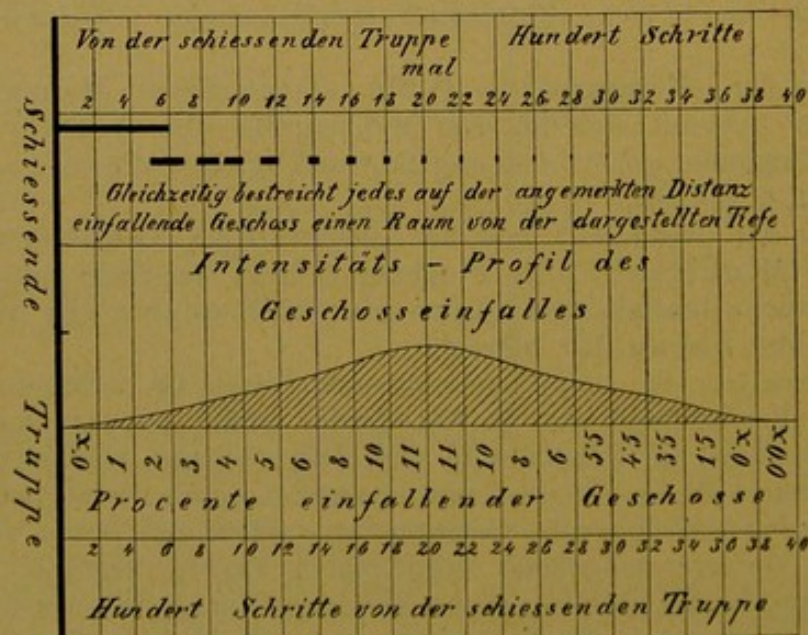 Von der schiessenden Truppe Hundert Schritte
mal
2 4 6 8 10 12 14 16 18 20 22 24 26 28 30 32 34 36 38 40
Gleichzeitig bestreicht jedes auf der angemerkten Distanz
einfallende Geschoss einen Raum von der dargestellten Tiefe
Intensitäts - Profil des
Geschosseinfalles
0.x 1 2 3 4 5 6 8 10 11 11 10 8 6 5.5 4.5 3.5 1.5 0.x 0.0x
Procente einfallender Geschosse
2 4 6 8 10 12 14 16 18 20 22 24 26 28 30 32 34 36 38 40
Hundert Schritte von der schiessenden Truppe
Schiessende Truppe